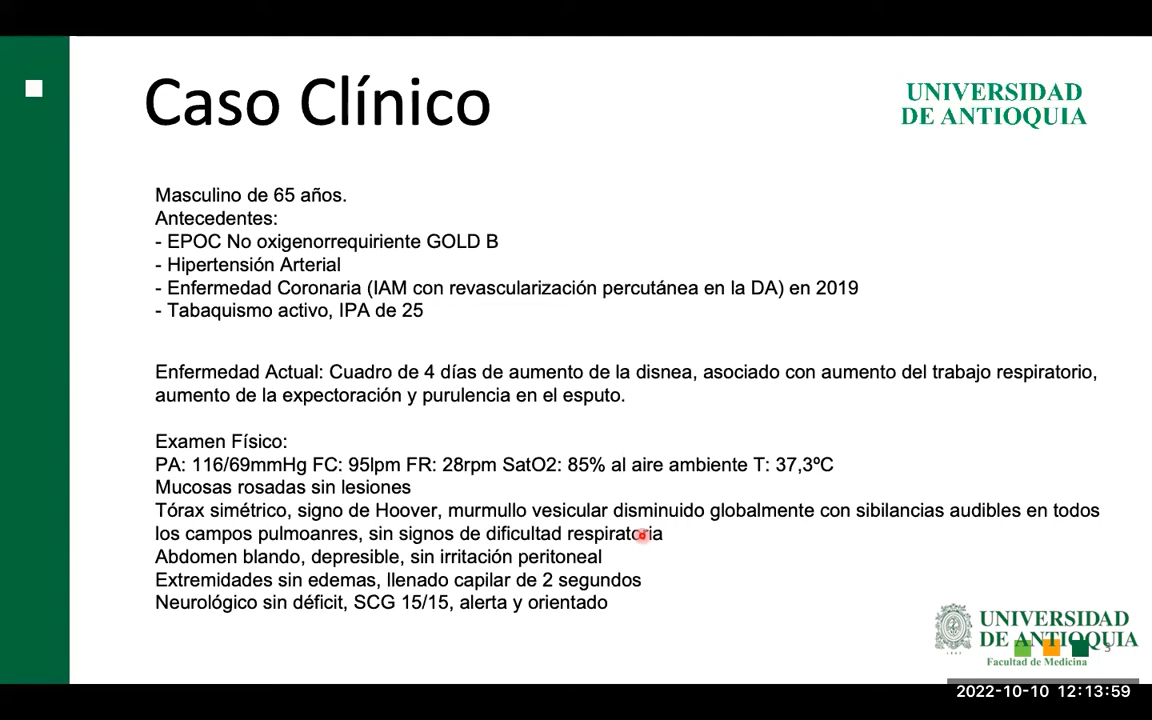 Caso Clínico
UNIVERSIDAD
DE ANTIOQUIA
Masculino de 65 años.
Antecedentes:
- EPOC No oxigenorrequiriente GOLD B
- Hipertensión Arterial
- Enfermedad Coronaria (IAM con revascularización percutánea en la DA) en 2019
- Tabaquismo activo, IPA de 25
Enfermedad Actual: Cuadro de 4 días de aumento de la disnea, asociado con aumento del trabajo respiratorio,
aumento de la expectoración y purulencia en el esputo.
Examen Físico:
PA: 116/69mmHg FC: 95lpm FR: 28rpm SatO2: 85% al aire ambiente T: 37,3ºC
Mucosas rosadas sin lesiones
Tórax simétrico, signo de Hoover, murmullo vesicular disminuido globalmente con sibilancias audibles en todos
los campos pulmoanres, sin signos de dificultad respiratoria
Abdomen blando, depresible, sin irritación peritoneal
Extremidades sin edemas, llenado capilar de 2 segundos
Neurológico sin déficit, SCG 15/15, alerta y orientado
UNIVERSIDAD
DE ANTIOQUIA
Facultad de Medicina
2022-10-10 12:13:59